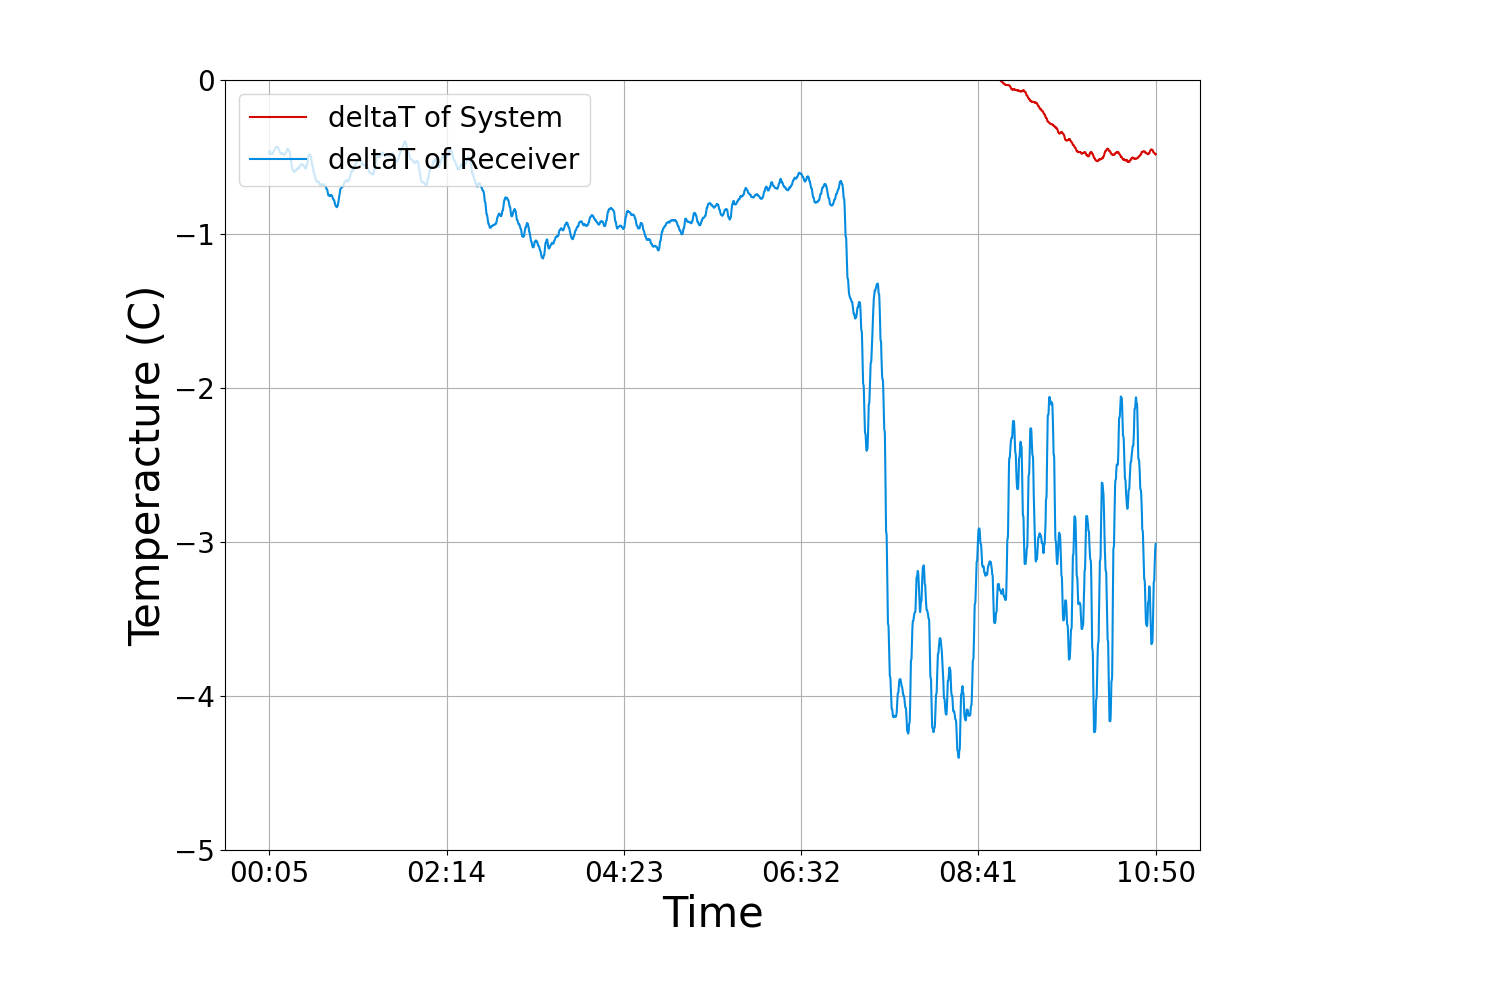 0
deltaT of System
deltaT of Receiver
−1
−2
−3
−4
−5
Temperacture (C)
00:05 02:14 04:23 06:32 08:41 10:50
Time